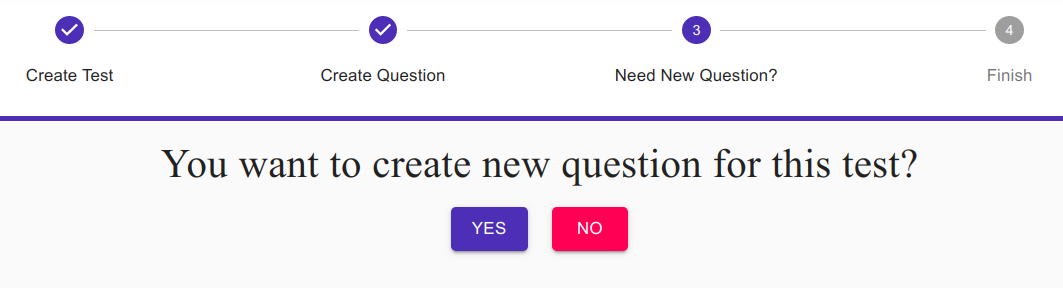 3 4
Create Test Create Question Need New Question? Finish
You want to create new question for this test?
YES NO